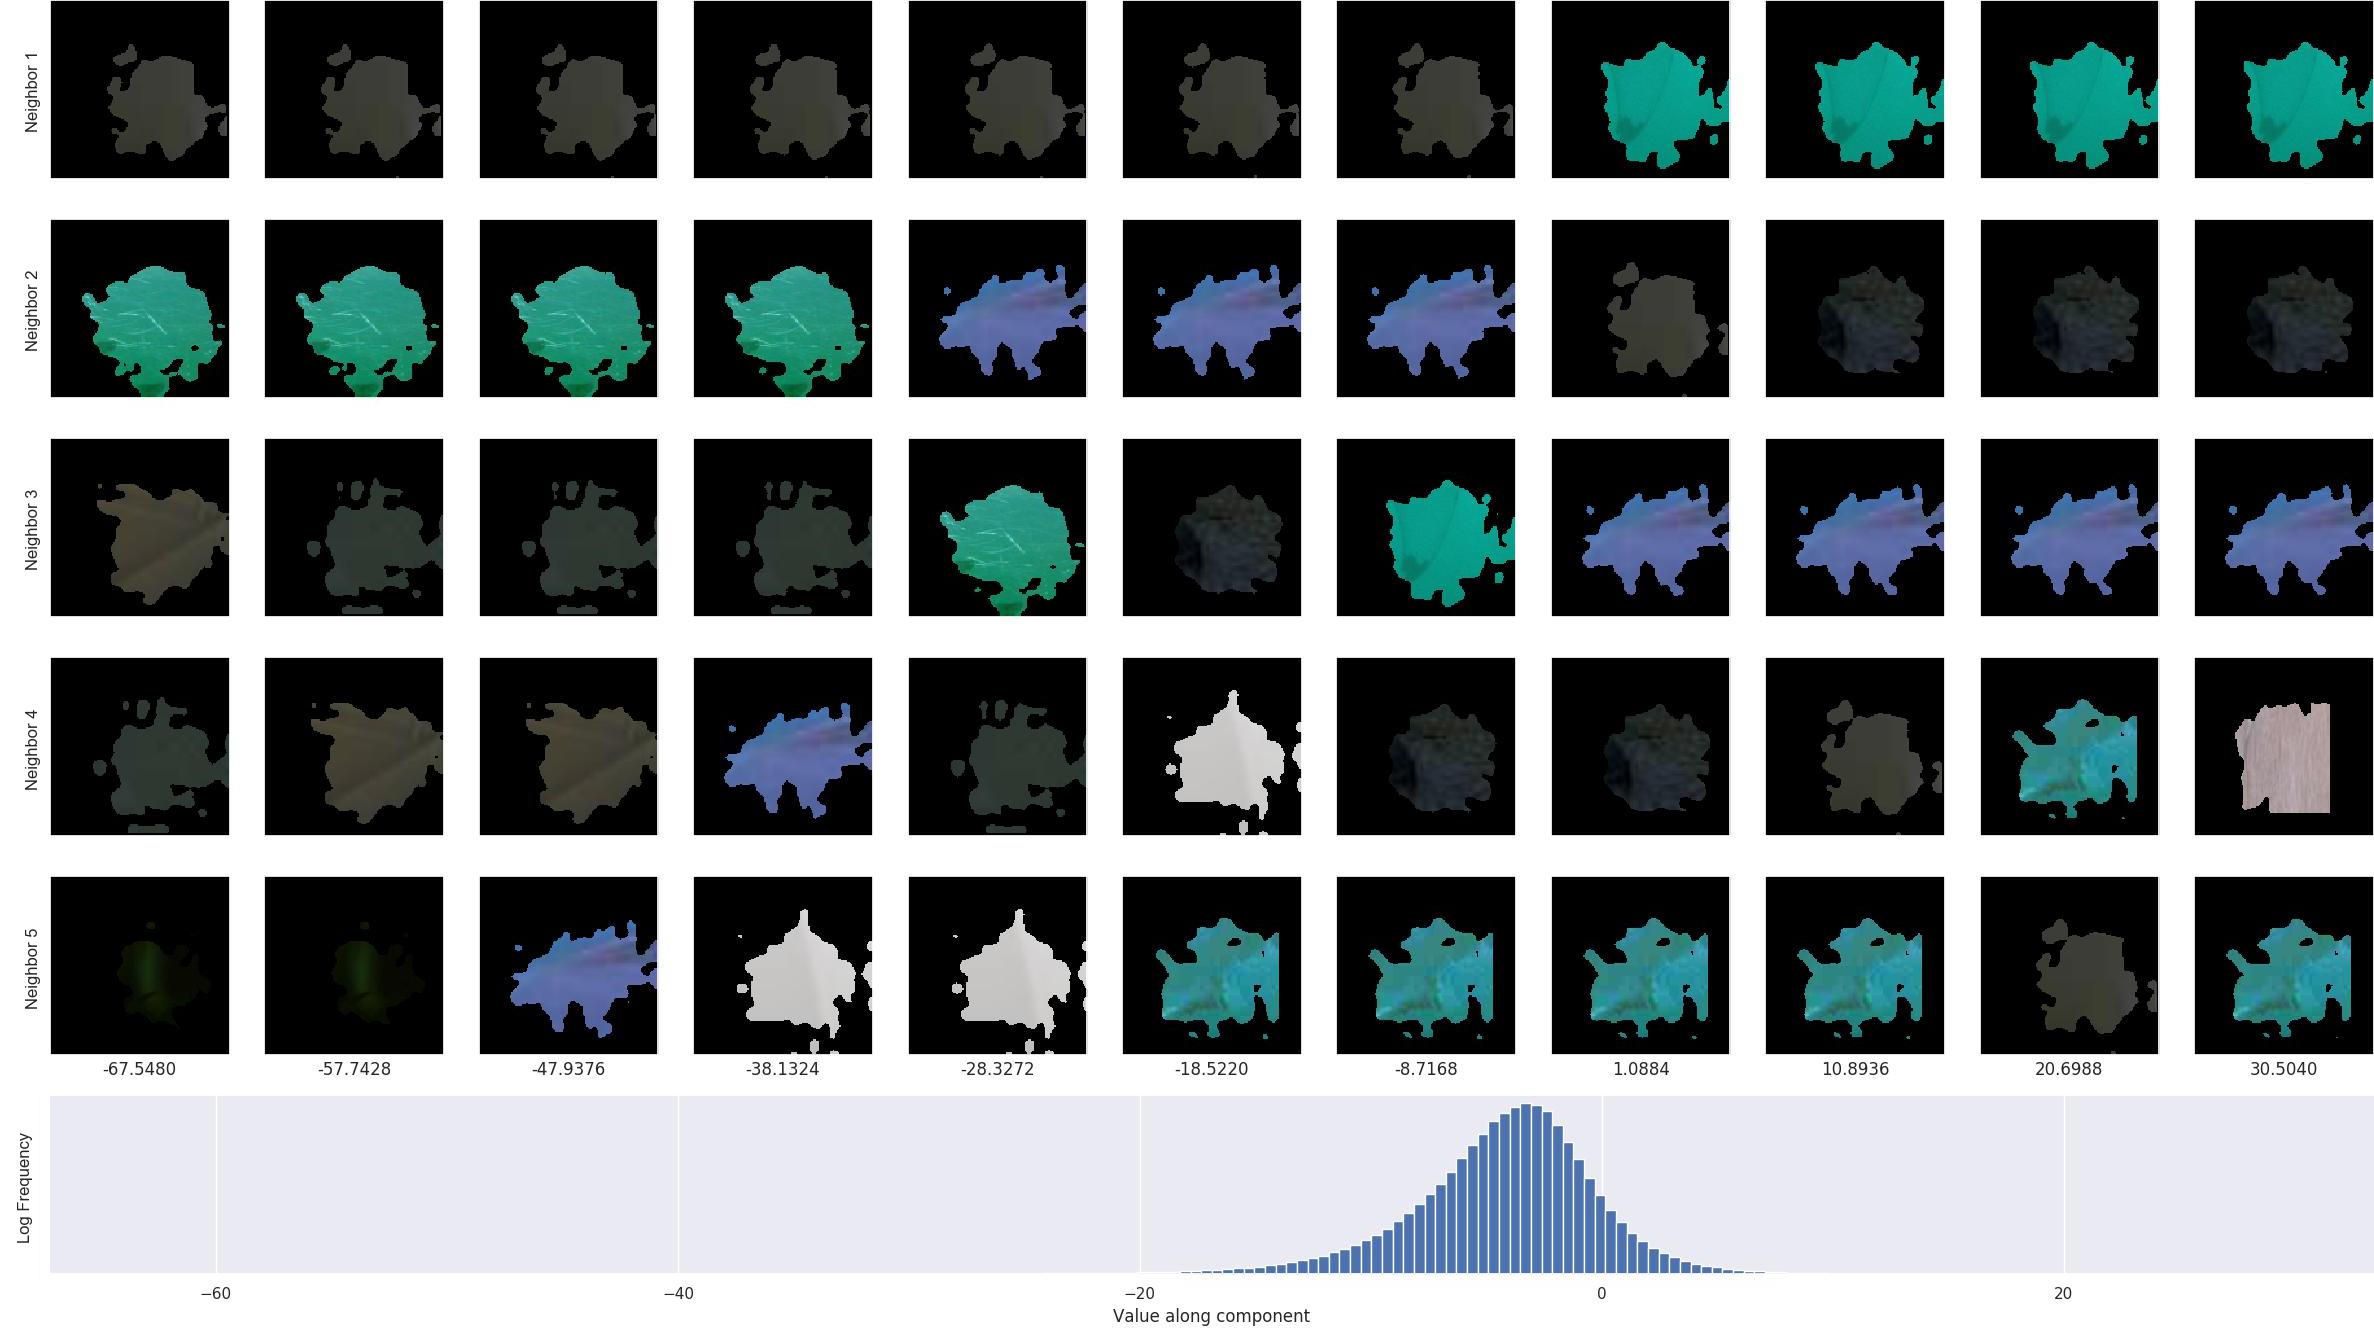 Neighbor 1
Neighbor 2
Neighbor 3
Neighbor 4
Neighbor 5
-67.5480 -57.7428 -47.9376 -38.1324 -28.3272 -18.5220 -8.7168 1.0884 10.8936 20.6988 30.5040
Log Frequency
−60 −40 −20 0 20
Value along component